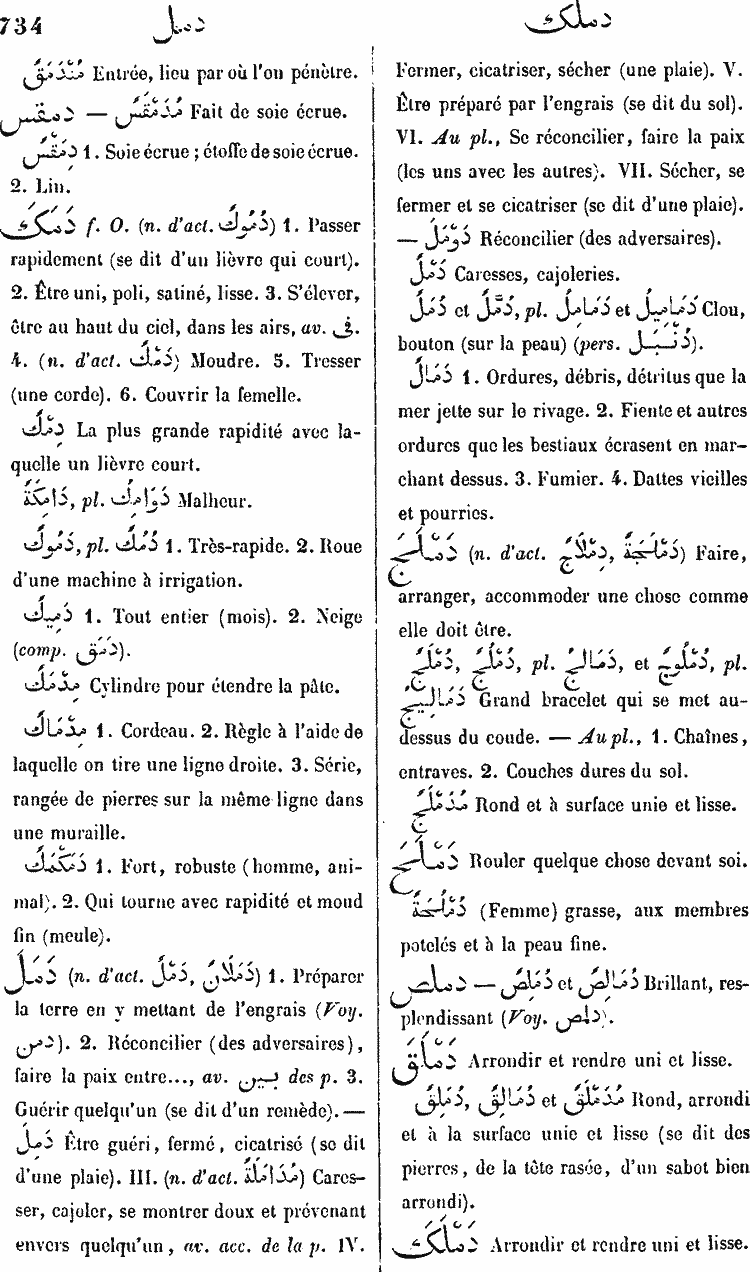 734 دمل دملك
مُنْدَمَقٌ Entrée, lieu par où l'on pénètre.
دمقس — مُدَمْقَسٌ Fait de soie écrue.
دِمَقْسٌ 1. Soie écrue ; étoffe de soie écrue.
2. Lin.
دَمَكَ f. O. (n. d'act. دُمُوكٌ) 1. Passer
rapidement (se dit d'un lièvre qui court).
2. Être uni, poli, satiné, lisse. 3. S'élever,
être au haut du ciel, dans les airs, av. فى.
4. (n. d'act. دَمْكٌ) Moudre. 5. Tresser
(une corde). 6. Couvrir la femelle.
دِمْكٌ La plus grande rapidité avec la-
quelle un lièvre court.
دَامِكَةٌ, pl. دَوَامِكُ Malheur.
دَمُوكٌ, pl. دُمُكٌ 1. Très-rapide. 2. Roue
d'une machine à irrigation.
دَمِيكٌ 1. Tout entier (mois). 2. Neige
(comp. دَمَق).
مِدْمَكٌ Cylindre pour étendre la pâte.
مِدْمَاكٌ 1. Cordeau. 2. Règle à l'aide de
laquelle on tire une ligne droite. 3. Série,
rangée de pierres sur la même ligne dans
une muraille.
دَمَكْمَكٌ 1. Fort, robuste (homme, ani-
mal). 2. Qui tourne avec rapidité et moud
fin (meule).
دَمَلَ (n. d'act. دَمْلٌ, دَمَلَانٌ) 1. Préparer
la terre en y mettant de l'engrais (Voy.
دمن). 2. Réconcilier (des adversaires),
faire la paix entre..., av. بين des p. 3.
Guérir quelqu'un (se dit d'un remède). —
دَمِلَ Être guéri, fermé, cicatrisé (se dit
d'une plaie). III. (n. d'act. مُدَامَلَةٌ) Cares-
ser, cajoler, se montrer doux et prévenant
envers quelqu'un, av. acc. de la p. IV.
Fermer, cicatriser, sécher (une plaie). V.
Être préparé par l'engrais (se dit du sol).
VI. Au pl., Se réconcilier, faire la paix
(les uns avec les autres). VII. Sécher, se
fermer et se cicatriser (se dit d'une plaie).
— دَوْمَلَ Réconcilier (des adversaires).
دَمْلٌ Caresses, cajoleries.
دُمَلٌ et دُمَّلٌ, pl. دَمَامِلُ et دَمَامِيلُ Clou,
bouton (sur la peau) (pers. دُنْبَل).
دَمَالٌ 1. Ordures, débris, détritus que la
mer jette sur le rivage. 2. Fiente et autres
ordures que les bestiaux écrasent en mar-
chant dessus. 3. Fumier. 4. Dattes vieilles
et pourries.
دَمْلَجَ (n. d'act. دِمْلَاجٌ, دَمْلَجَةٌ) Faire,
arranger, accommoder une chose comme
elle doit être.
دُمْلَجٌ, دُمْلُجٌ, pl. دَمَالِجُ, et دُمْلُوجٌ, pl.
دَمَالِيجُ Grand bracelet qui se met au-
dessus du coude. — Au pl., 1. Chaînes,
entraves. 2. Couches dures du sol.
مُدَمْلَجٌ Rond et à surface unie et lisse.
دَمْلَحَ Rouler quelque chose devant soi.
دُمْلُحَةٌ (Femme) grasse, aux membres
potelés et à la peau fine.
دملص — دُمَلِصٌ et دُمَالِصٌ Brillant, res-
plendissant (Voy. دلمص).
دَمْلَقَ Arrondir et rendre uni et lisse.
دُمَلِقٌ, دُمَالِقٌ et مُدَمْلَقٌ Rond, arrondi
et à la surface unie et lisse (se dit des
pierres, de la tête rasée, d'un sabot bien
arrondi).
دَمْلَكَ Arrondir et rendre uni et lisse.